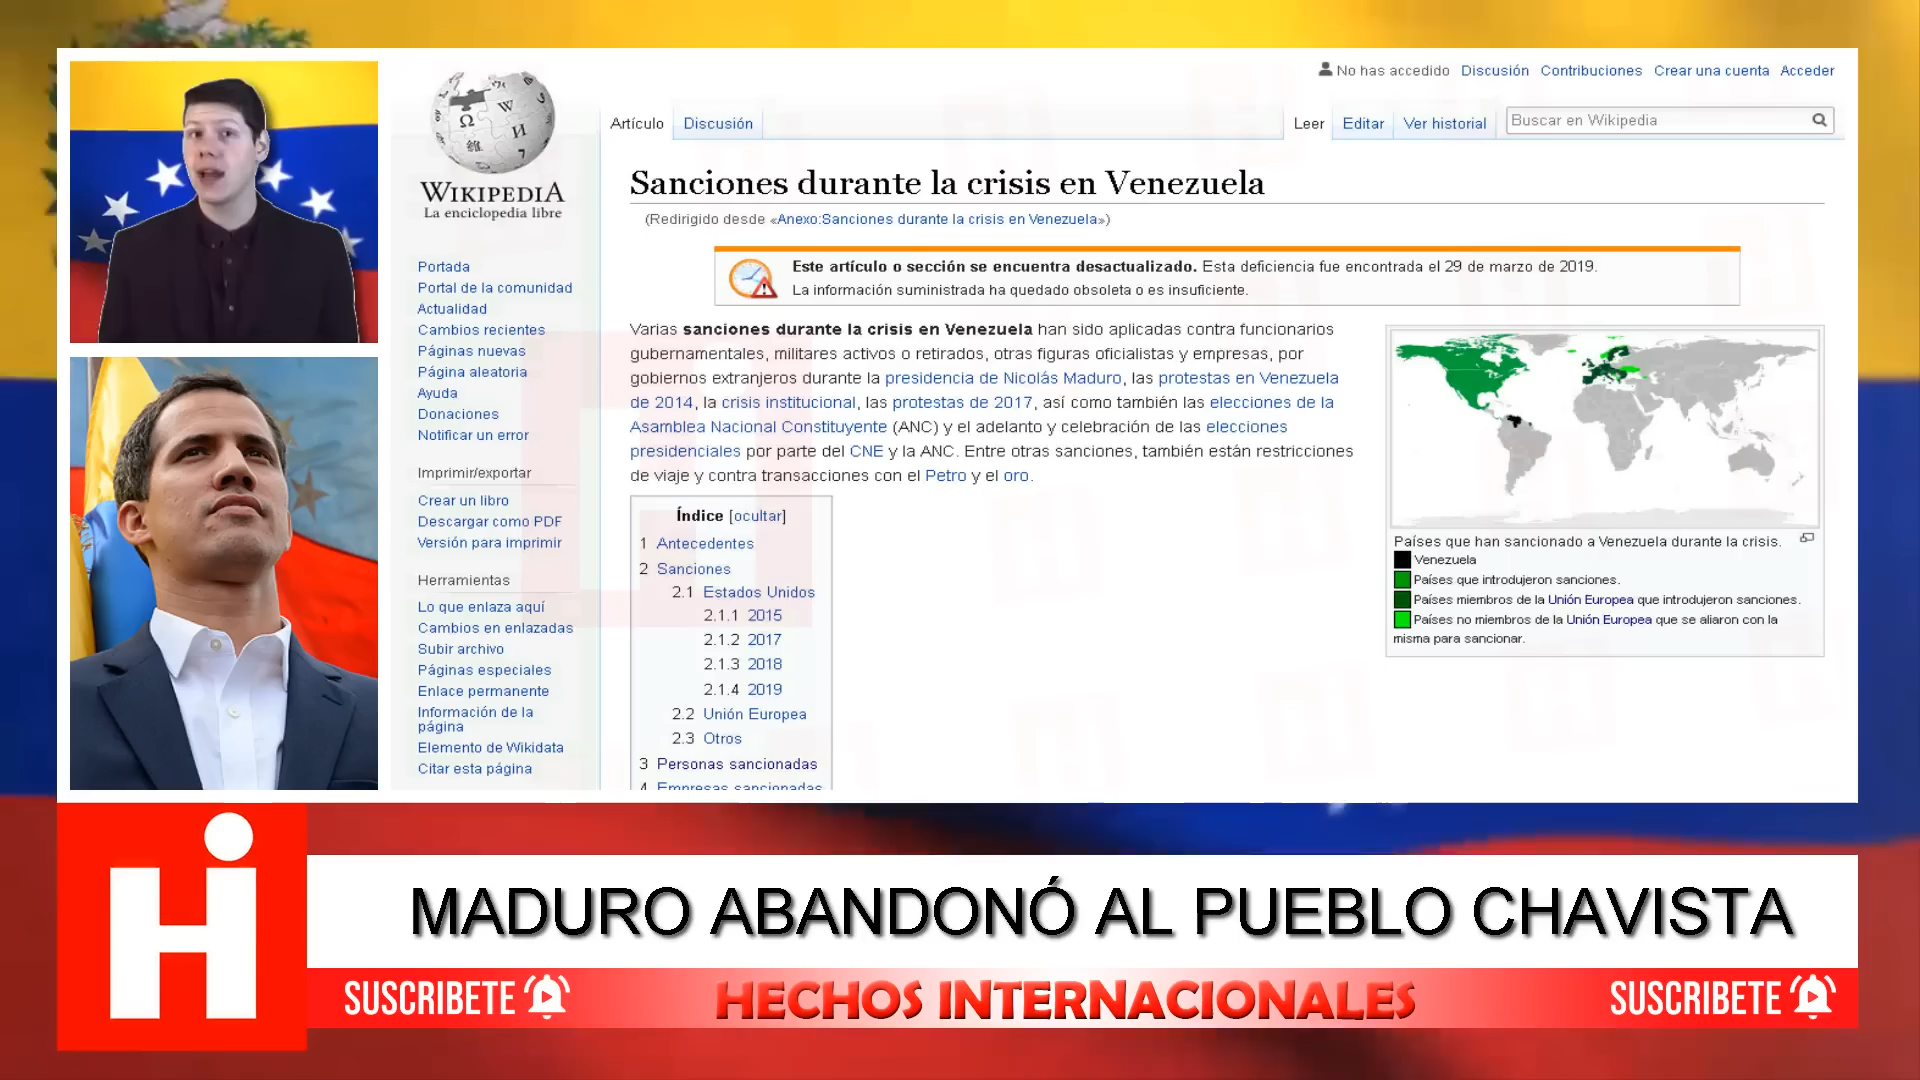 WIKIPEDIA
La enciclopedia libre
Portada
Portal de la comunidad
Actualidad
Cambios recientes
Páginas nuevas
Página aleatoria
Ayuda
Donaciones
Notificar un error
Imprimir/exportar
Crear un libro
Descargar como PDF
Versión para imprimir
Herramientas
Lo que enlaza aquí
Cambios en enlazadas
Subir archivo
Páginas especiales
Enlace permanente
Información de la
página
Elemento de Wikidata
Citar esta página
No has accedido Discusión Contribuciones Crear una cuenta Acceder
Artículo Discusión Leer Editar Ver historial Buscar en Wikipedia
Sanciones durante la crisis en Venezuela
(Redirigido desde «Anexo:Sanciones durante la crisis en Venezuela»)
Este artículo o sección se encuentra desactualizado. Esta deficiencia fue encontrada el 29 de marzo de 2019.
La información suministrada ha quedado obsoleta o es insuficiente.
Varias sanciones durante la crisis en Venezuela han sido aplicadas contra funcionarios
gubernamentales, militares activos o retirados, otras figuras oficialistas y empresas, por
gobiernos extranjeros durante la presidencia de Nicolás Maduro, las protestas en Venezuela
de 2014, la crisis institucional, las protestas de 2017, así como también las elecciones de la
Asamblea Nacional Constituyente (ANC) y el adelanto y celebración de las elecciones
presidenciales por parte del CNE y la ANC. Entre otras sanciones, también están restricciones
de viaje y contra transacciones con el Petro y el oro.
Índice [ocultar]
1 Antecedentes
2 Sanciones
2.1 Estados Unidos
2.1.1 2015
2.1.2 2017
2.1.3 2018
2.1.4 2019
2.2 Unión Europea
2.3 Otros
3 Personas sancionadas
4 Empresas sancionadas
Países que han sancionado a Venezuela durante la crisis.
Venezuela
Países que introdujeron sanciones.
Países miembros de la Unión Europea que introdujeron sanciones.
Países no miembros de la Unión Europea que se aliaron con la
misma para sancionar.
Hi
MADURO ABANDONÓ AL PUEBLO CHAVISTA
SUSCRIBETE HECHOS INTERNACIONALES SUSCRIBETE